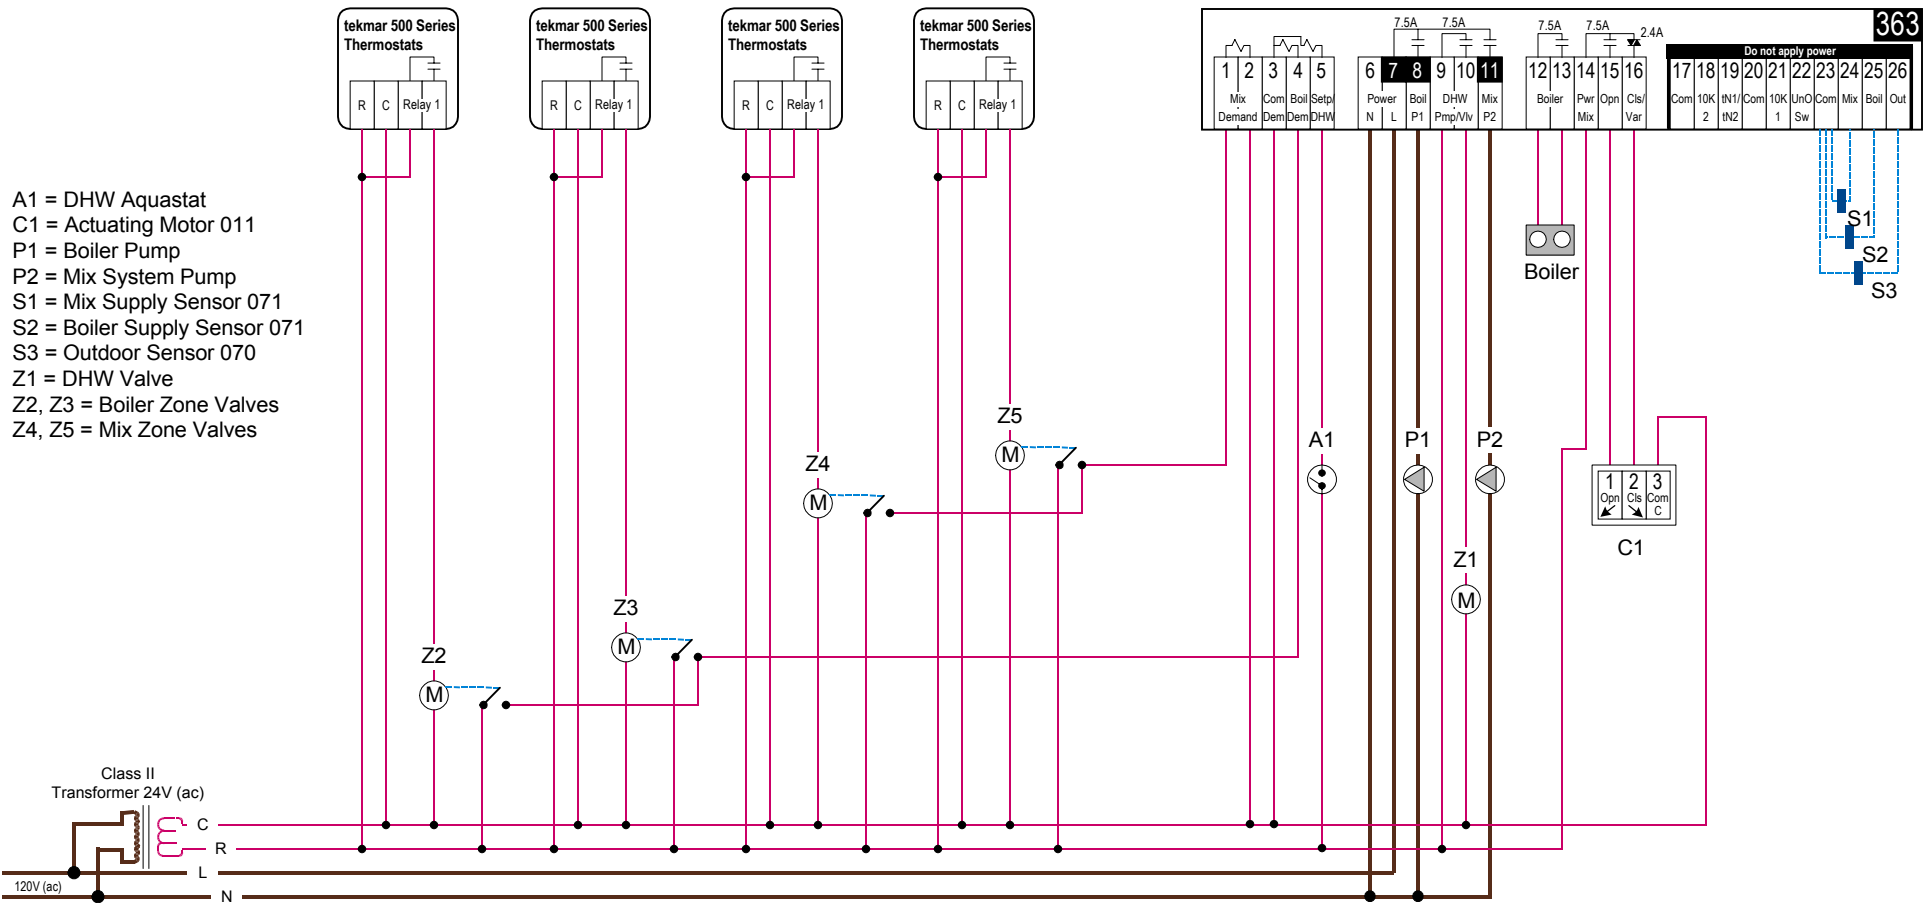 tekmar 500 Series
Thermostats
R C Relay 1
tekmar 500 Series
Thermostats
R C Relay 1
tekmar 500 Series
Thermostats
R C Relay 1
tekmar 500 Series
Thermostats
R C Relay 1
363
7.5A 7.5A 7.5A 7.5A 2.4A
Do not apply power
1 2 3 4 5 6 7 8 9 10 11 12 13 14 15 16 17 18 19 20 21 22 23 24 25 26
Mix Com Boil Setp/ Power Boil DHW Mix Boiler Pwr Opn Cls/ Com 10K tN1/ Com 10K UnO Com Mix Boil Out
Demand Dem Dem DHW N L P1 Pmp/Vlv P2 Mix Var 2 tN2 1 Sw
A1 = DHW Aquastat
C1 = Actuating Motor 011
P1 = Boiler Pump
P2 = Mix System Pump
S1 = Mix Supply Sensor 071
S2 = Boiler Supply Sensor 071
S3 = Outdoor Sensor 070
Z1 = DHW Valve
Z2, Z3 = Boiler Zone Valves
Z4, Z5 = Mix Zone Valves
S1
S2
S3
Boiler
Z5
M
A1
P1
P2
Z4
M
1 2 3
Opn Cls Com
C
C1
Z1
M
Z3
M
Z2
M
Class II
Transformer 24V (ac)
C
R
L
120V (ac)
N